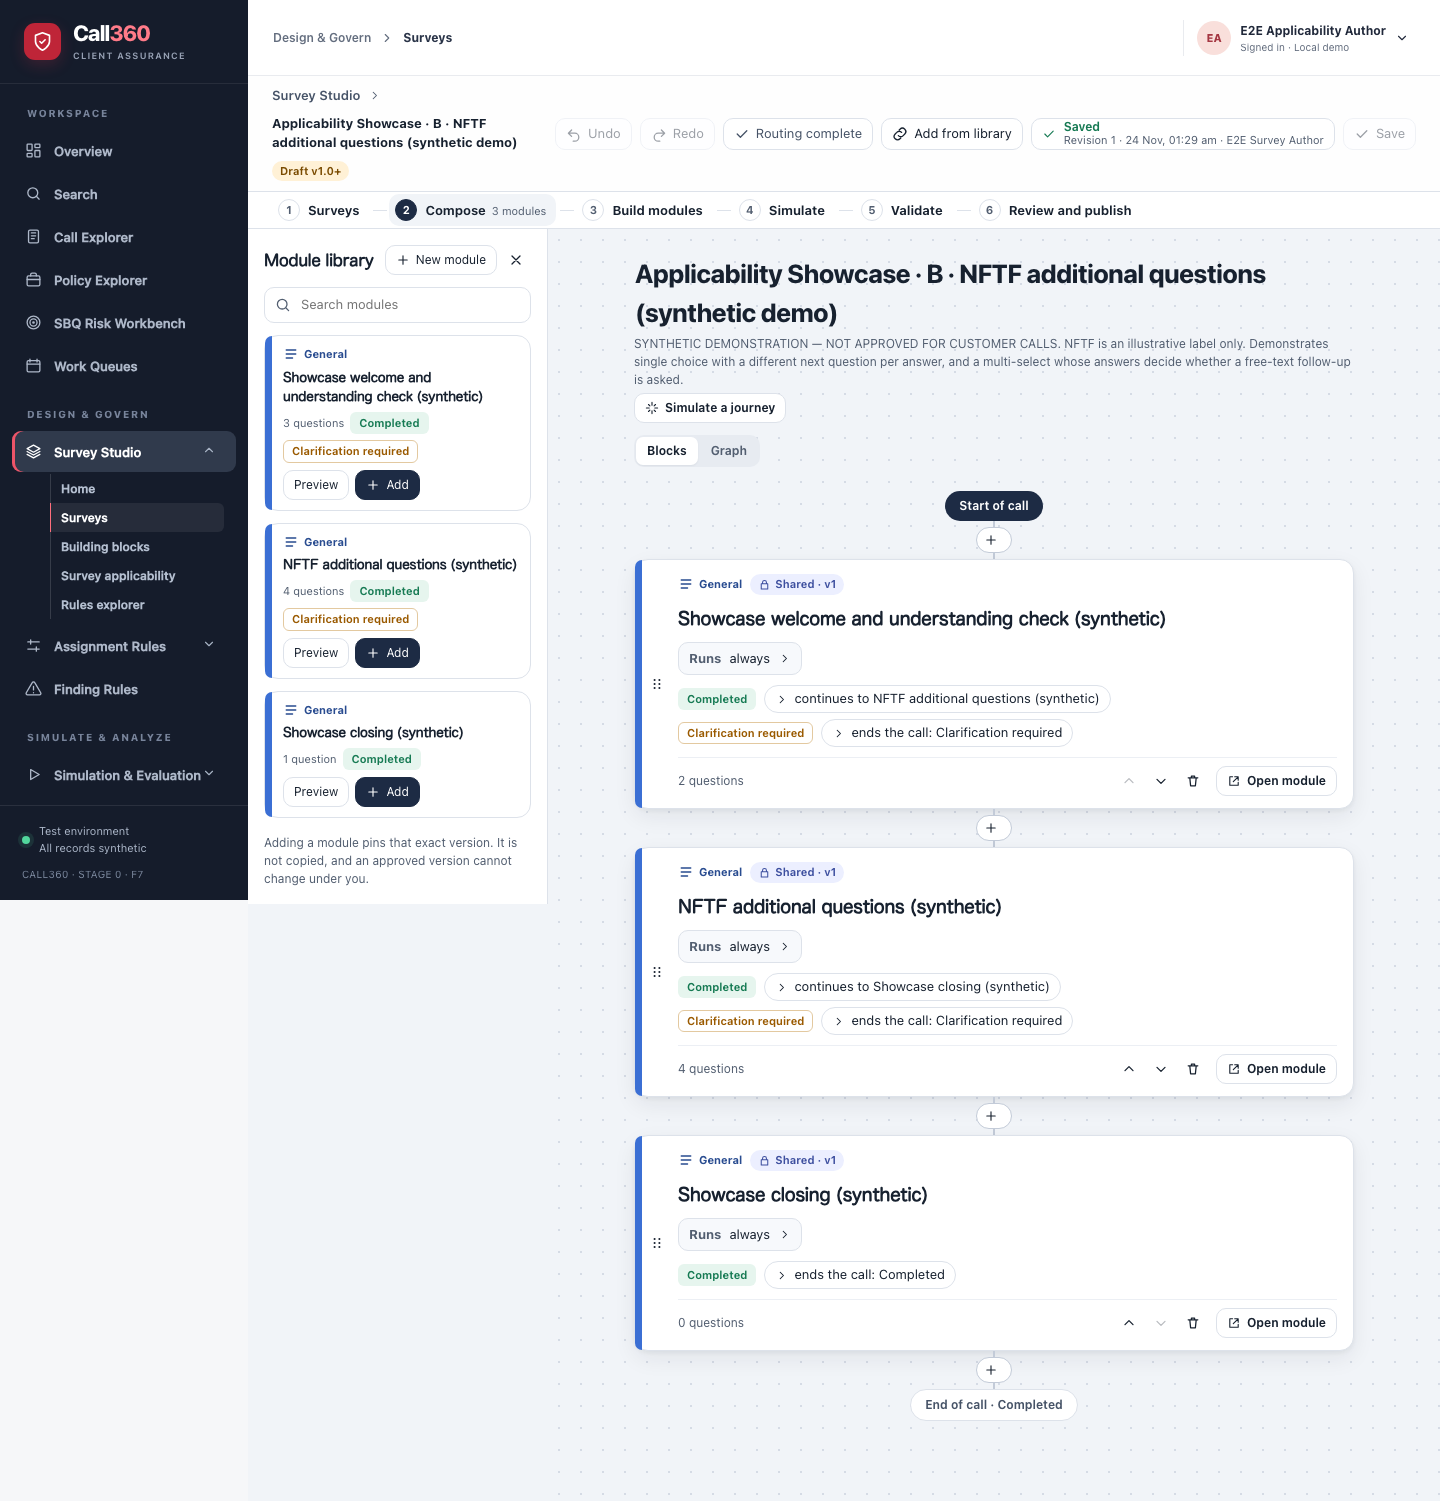 Call360
CLIENT ASSURANCE
WORKSPACE
Overview
Search
Call Explorer
Policy Explorer
SBQ Risk Workbench
Work Queues
DESIGN & GOVERN
Survey Studio
Home
Surveys
Building blocks
Survey applicability
Rules explorer
Assignment Rules
Finding Rules
SIMULATE & ANALYZE
Simulation & Evaluation
Test environment
All records synthetic
CALL360 · STAGE 0 · F7
Design & Govern
Surveys
EA
E2E Applicability Author
Signed in · Local demo
Survey Studio
Applicability Showcase · B · NFTF
additional questions (synthetic demo)
Draft v1.0+
Undo
Redo
Routing complete
Add from library
Saved
Revision 1 · 24 Nov, 01:29 am · E2E Survey Author
Save
1 Surveys
2 Compose 3 modules
3 Build modules
4 Simulate
5 Validate
6 Review and publish
Module library
New module
Search modules
General
Showcase welcome and
understanding check (synthetic)
3 questions Completed
Clarification required
Preview Add
General
NFTF additional questions (synthetic)
4 questions Completed
Clarification required
Preview Add
General
Showcase closing (synthetic)
1 question Completed
Preview Add
Adding a module pins that exact version. It is
not copied, and an approved version cannot
change under you.
Applicability Showcase · B · NFTF additional questions
(synthetic demo)
SYNTHETIC DEMONSTRATION — NOT APPROVED FOR CUSTOMER CALLS. NFTF is an illustrative label only. Demonstrates
single choice with a different next question per answer, and a multi-select whose answers decide whether a free-text follow-up
is asked.
Simulate a journey
Blocks Graph
Start of call
General Shared · v1
Showcase welcome and understanding check (synthetic)
Runs always
Completed continues to NFTF additional questions (synthetic)
Clarification required ends the call: Clarification required
2 questions Open module
General Shared · v1
NFTF additional questions (synthetic)
Runs always
Completed continues to Showcase closing (synthetic)
Clarification required ends the call: Clarification required
4 questions Open module
General Shared · v1
Showcase closing (synthetic)
Runs always
Completed ends the call: Completed
0 questions Open module
End of call · Completed